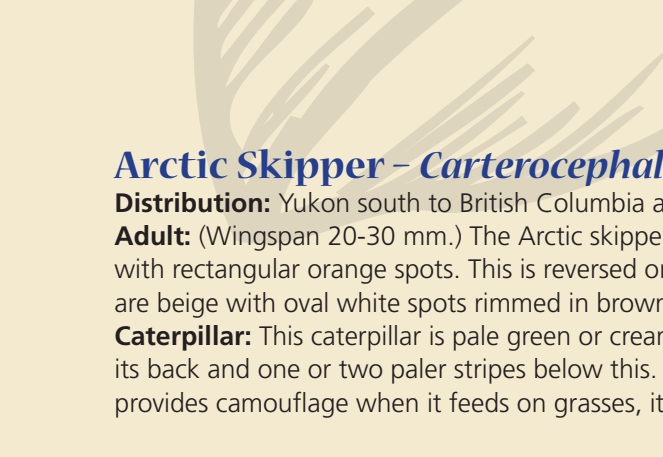 Arctic Skipper – Carterocephal
Distribution: Yukon south to British Columbia a
Adult: (Wingspan 20-30 mm.) The Arctic skippe
with rectangular orange spots. This is reversed o
are beige with oval white spots rimmed in brow
Caterpillar: This caterpillar is pale green or crea
its back and one or two paler stripes below this.
provides camouflage when it feeds on grasses, it